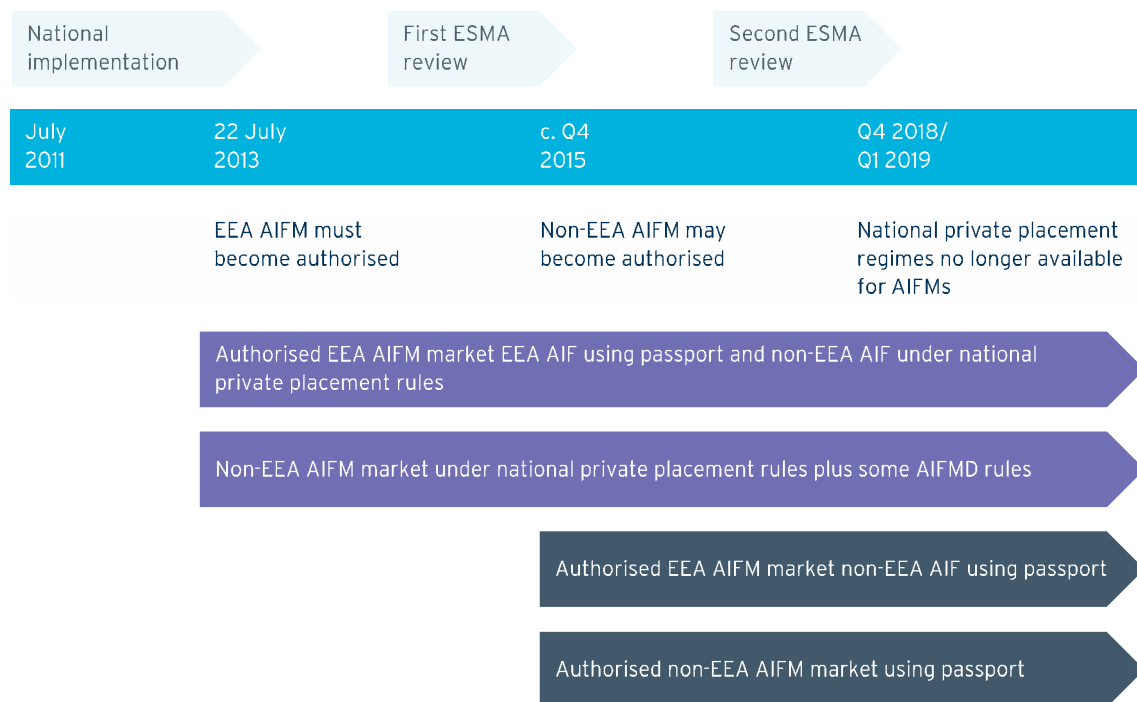 National
implementation
First ESMA
review
Second ESMA
review
July
2011
22 July
2013
c. Q4
2015
Q4 2018/
Q1 2019
EEA AIFM must
become authorised
Non-EEA AIFM may
become authorised
National private placement
regimes no longer available
for AIFMs
Authorised EEA AIFM market EEA AIF using passport and non-EEA AIF under national
private placement rules
Non-EEA AIFM market under national private placement rules plus some AIFMD rules
Authorised EEA AIFM market non-EEA AIF using passport
Authorised non-EEA AIFM market using passport